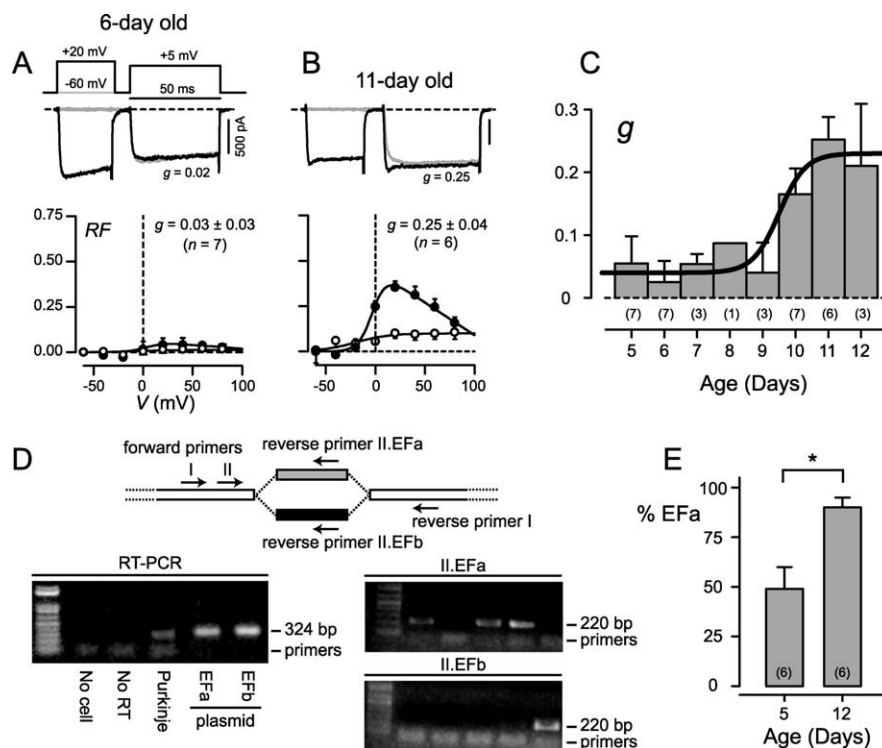 6-day old
A
+20 mV
+5 mV
-60 mV
50 ms
500 pA
g = 0.02
B
11-day old
g = 0.25
0.75
0.50
0.25
0.00
RF
g = 0.03 ± 0.03
(n = 7)
-50 0 50 100
V (mV)
g = 0.25 ± 0.04
(n = 6)
-50 0 50 100
C
g
0.3
0.2
0.1
0
(7) (7) (3) (1) (3) (7) (6) (3)
5 6 7 8 9 10 11 12
Age (Days)
D
forward primers
I II
reverse primer II.EFa
reverse primer I
reverse primer II.EFb
RT-PCR
324 bp
primers
No cell
No RT
Purkinje
EFa
EFb
plasmid
II.EFa
220 bp
primers
II.EFb
220 bp
E
*
% EFa
100
75
50
25
0
(6) (6)
5 12
Age (Days)